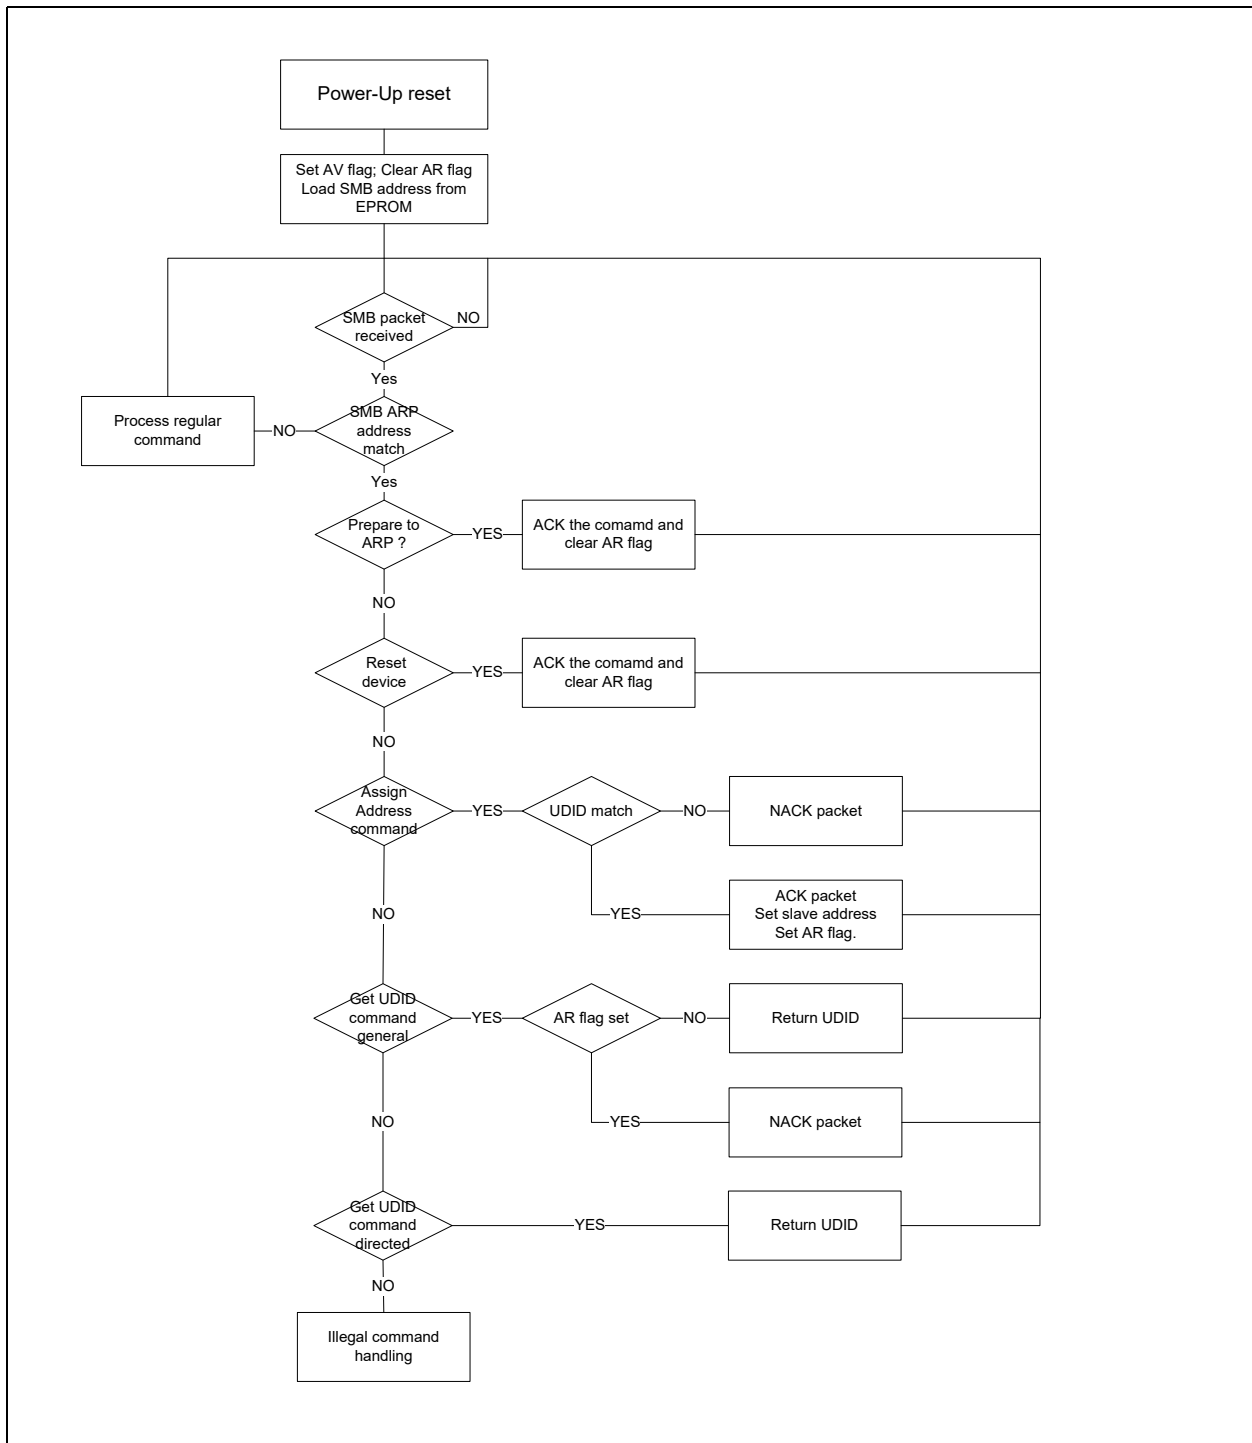 Power-Up reset
Set AV flag; Clear AR flag
Load SMB address from
EPROM
SMB packet
received
NO
Yes
Process regular
command
NO
SMB ARP
address
match
Yes
Prepare to
ARP ?
YES
ACK the comamd and
clear AR flag
NO
Reset
device
YES
ACK the comamd and
clear AR flag
NO
Assign
Address
command
YES
UDID match
NO
NACK packet
YES
ACK packet
Set slave address
Set AR flag.
NO
Get UDID
command
general
YES
AR flag set
NO
Return UDID
YES
NACK packet
NO
Get UDID
command
directed
YES
Return UDID
NO
Illegal command
handling